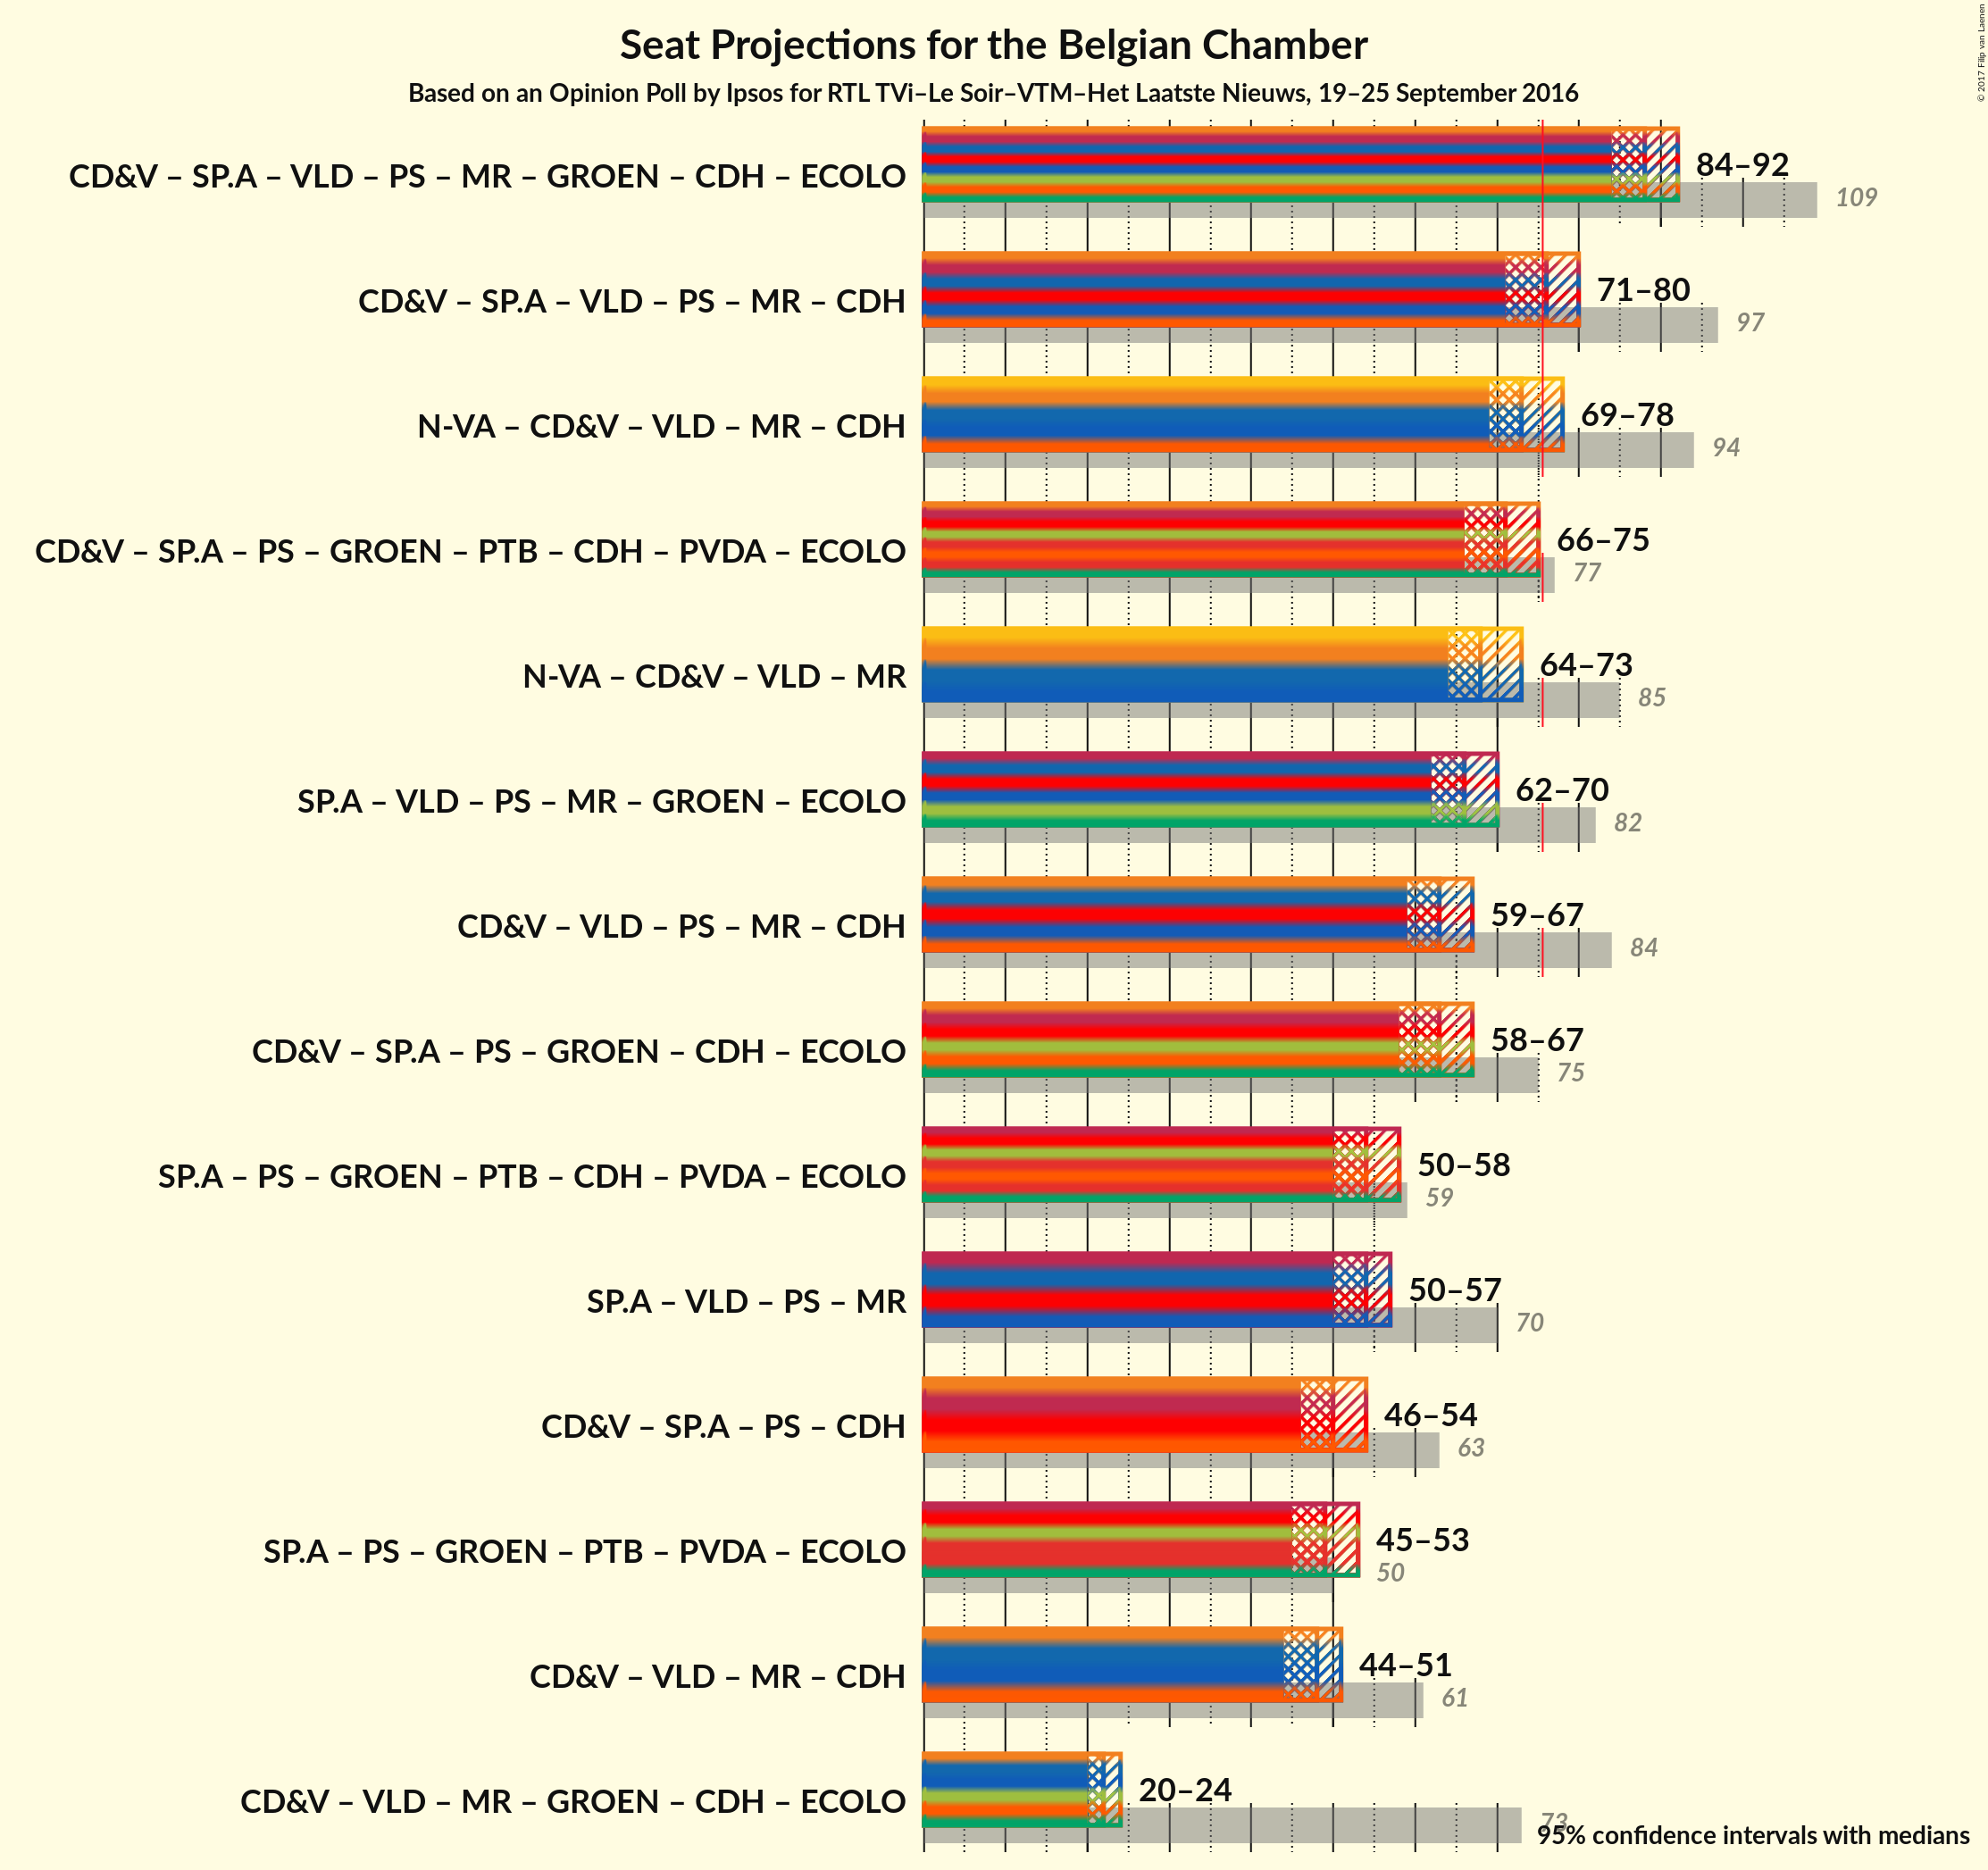 Seat Projections for the Belgian Chamber
Based on an Opinion Poll by Ipsos for RTL TVi–Le Soir–VTM–Het Laatste Nieuws, 19–25 September 2016
© 2017 Filip van Laenen
CD&V – SP.A – VLD – PS – MR – GROEN – CDH – ECOLO
84–92
109
CD&V – SP.A – VLD – PS – MR – CDH
71–80
97
N-VA – CD&V – VLD – MR – CDH
69–78
94
CD&V – SP.A – PS – GROEN – PTB – CDH – PVDA – ECOLO
66–75
77
N-VA – CD&V – VLD – MR
64–73
85
SP.A – VLD – PS – MR – GROEN – ECOLO
62–70
82
CD&V – VLD – PS – MR – CDH
59–67
84
CD&V – SP.A – PS – GROEN – CDH – ECOLO
58–67
75
SP.A – PS – GROEN – PTB – CDH – PVDA – ECOLO
50–58
59
SP.A – VLD – PS – MR
50–57
70
CD&V – SP.A – PS – CDH
46–54
63
SP.A – PS – GROEN – PTB – PVDA – ECOLO
45–53
50
CD&V – VLD – MR – CDH
44–51
61
CD&V – VLD – MR – GROEN – CDH – ECOLO
20–24
73
95% confidence intervals with medians